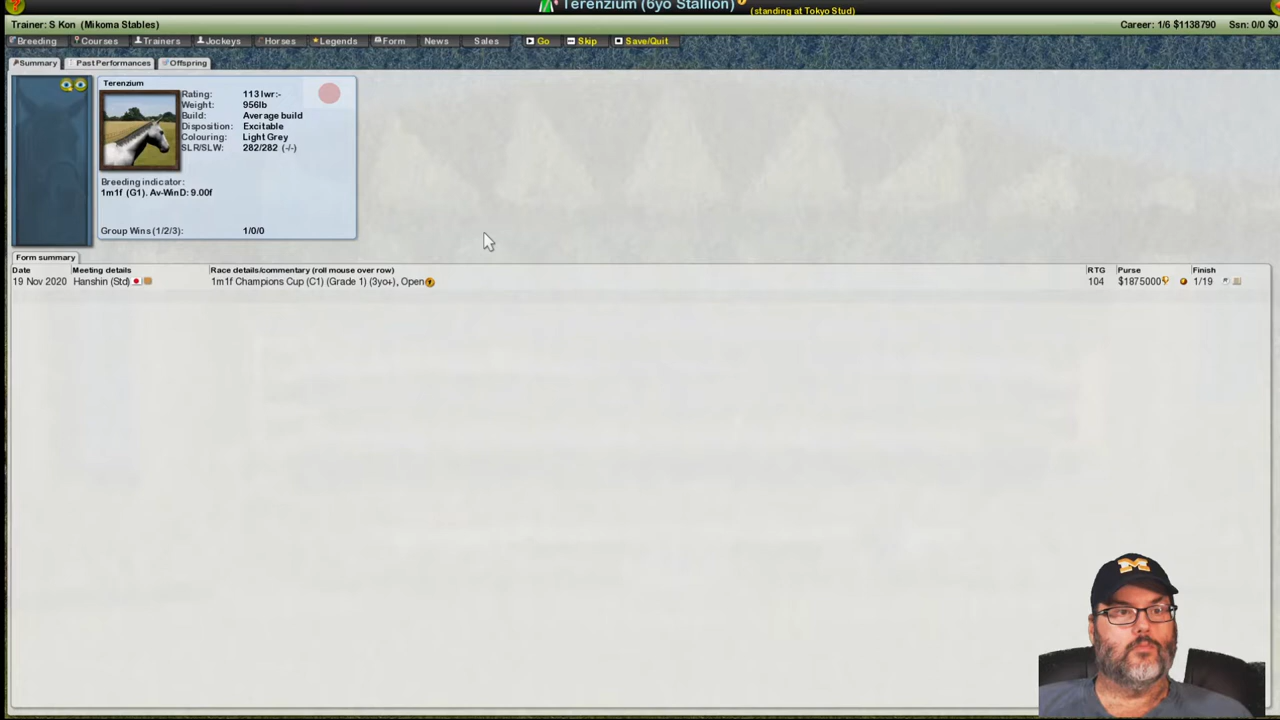 Terenzium (6yo Stallion)
(standing at Tokyo Stud)
Trainer: S Kon (Mikoma Stables)
Career: 1/6 $1138790 Ssn: 0/0 $0
Breeding Courses Trainers Jockeys Horses Legends Form News Sales Go Skip Save/Quit
Summary Past Performances Offspring
Terenzium
Rating: 113 lwr:-
Weight: 956lb
Build: Average build
Disposition: Excitable
Colouring: Light Grey
SLR/SLW: 282/282 (-/-)
Breeding indicator:
1m1f (G1). Av-WinD: 9.00f
Group Wins (1/2/3): 1/0/0
Form summary
Date Meeting details Race details/commentary (roll mouse over row) RTG Purse Finish
19 Nov 2020 Hanshin (Std) 1m1f Champions Cup (C1) (Grade 1) (3yo+), Open 104 $1875000 1/19
M